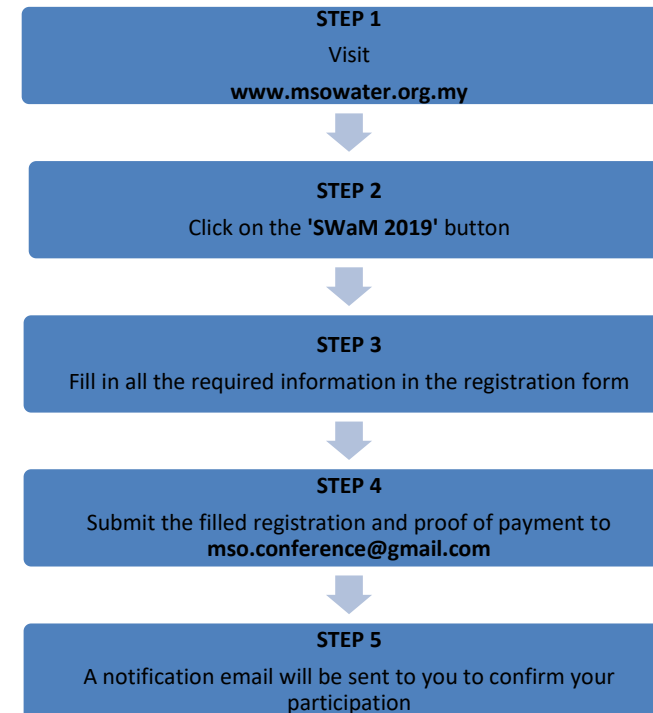 STEP 1
Visit
www.msowater.org.my
STEP 2
Click on the 'SWaM 2019' button
STEP 3
Fill in all the required information in the registration form
STEP 4
Submit the filled registration and proof of payment to
mso.conference@gmail.com
STEP 5
A notification email will be sent to you to confirm your
participation